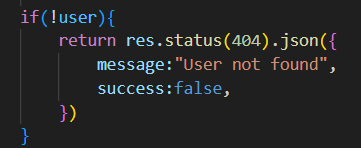 if(!user){
    return res.status(404).json({
        message:"User not found",
        success:false,
    })
}